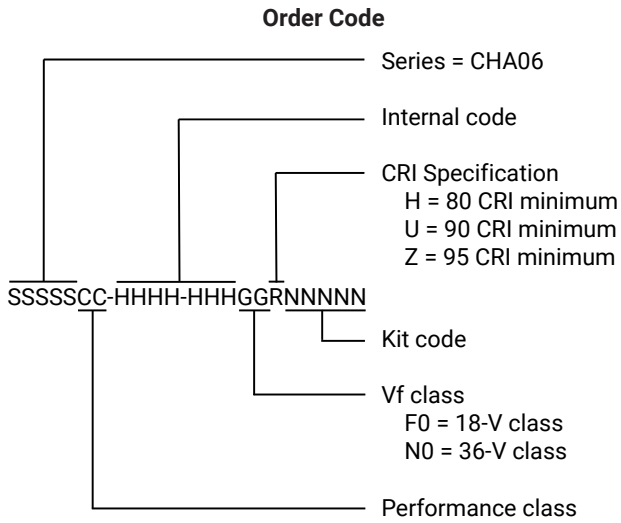 Order Code
Series = CHA06
Internal code
CRI Specification
H = 80 CRI minimum
U = 90 CRI minimum
Z = 95 CRI minimum
SSSSSCC-HHHH-HHHGGRNNNNN
Kit code
Vf class
F0 = 18-V class
N0 = 36-V class
Performance class